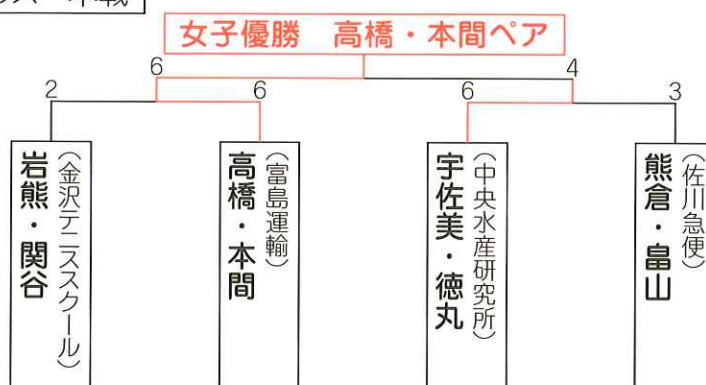 女子優勝 高橋・本間ペア
6
4
2
6
6
3
岩熊・関谷
(金沢テニススクール)
高橋・本間
(富島運輸)
宇佐美・徳丸
(中央水産研究所)
熊倉・畠山
(佐川急便)